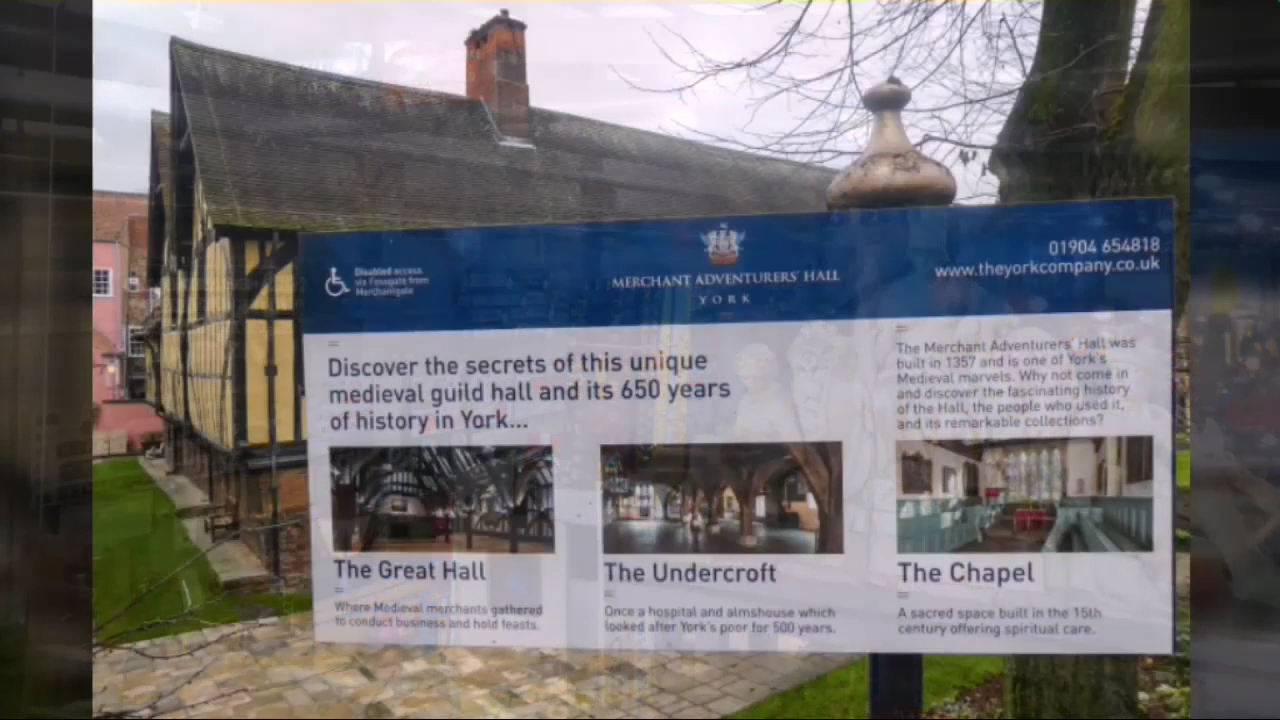 Disabled access
via Fossgate from
Merchantgate
MERCHANT ADVENTURERS' HALL
YORK
01904 654818
www.theyorkcompany.co.uk
Discover the secrets of this unique
medieval guild hall and its 650 years
of history in York...
The Merchant Adventurers' Hall was
built in 1357 and is one of York's
Medieval marvels. Why not come in
and discover the fascinating history
of the Hall, the people who used it,
and its remarkable collections?
The Great Hall
Where Medieval merchants gathered
to conduct business and hold feasts.
The Undercroft
Once a hospital and almshouse which
looked after York's poor for 500 years.
The Chapel
A sacred space built in the 15th
century offering spiritual care.